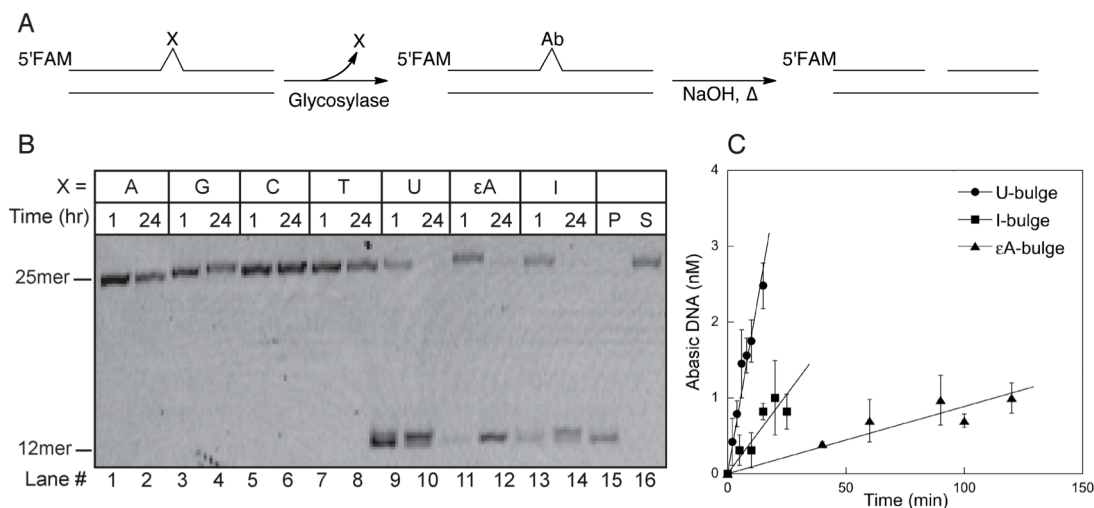 A
5'FAM X X 5'FAM Ab 5'FAM
Glycosylase NaOH, Δ
B
X = A G C T U εA I
Time (hr) 1 24 1 24 1 24 1 24 1 24 1 24 1 24 P S
25mer
12mer
Lane # 1 2 3 4 5 6 7 8 9 10 11 12 13 14 15 16
C
4
3
2
1
0
0 50 100 150
Abasic DNA (nM)
Time (min)
U-bulge
I-bulge
εA-bulge